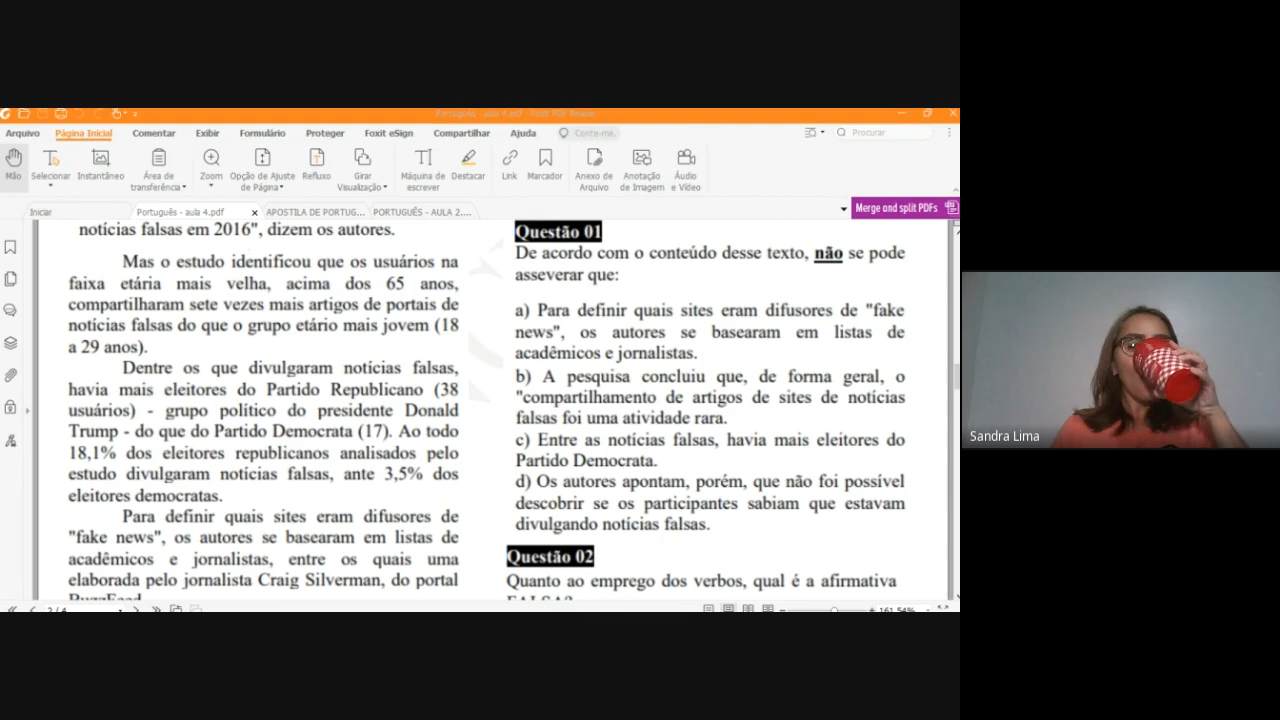 Português - aula 4.pdf - Foxit PDF Reader
Arquivo Página Inicial Comentar Exibir Formulário Proteger Foxit eSign Compartilhar Ajuda Conte-me. Procurar
Mão Selecionar Instantâneo Área de transferência Zoom Opção de Ajuste de Página Refluxo Girar Visualização Máquina de escrever Destacar Link Marcador Anexo de Arquivo Anotação de Imagem Áudio e Vídeo
Iniciar Português - aula 4.pdf APOSTILA DE PORTUG... PORTUGUÊS - AULA 2.... Merge and split PDFs
notícias falsas em 2016", dizem os autores.
Mas o estudo identificou que os usuários na
faixa etária mais velha, acima dos 65 anos,
compartilharam sete vezes mais artigos de portais de
notícias falsas do que o grupo etário mais jovem (18
a 29 anos).
Dentre os que divulgaram notícias falsas,
havia mais eleitores do Partido Republicano (38
usuários) - grupo político do presidente Donald
Trump - do que do Partido Democrata (17). Ao todo
18,1% dos eleitores republicanos analisados pelo
estudo divulgaram notícias falsas, ante 3,5% dos
eleitores democratas.
Para definir quais sites eram difusores de
"fake news", os autores se basearam em listas de
acadêmicos e jornalistas, entre os quais uma
elaborada pelo jornalista Craig Silverman, do portal
BuzzFeed
Questão 01
De acordo com o conteúdo desse texto, não se pode
asseverar que:
a) Para definir quais sites eram difusores de "fake
news", os autores se basearam em listas de
acadêmicos e jornalistas.
b) A pesquisa concluiu que, de forma geral, o
"compartilhamento de artigos de sites de notícias
falsas foi uma atividade rara.
c) Entre as notícias falsas, havia mais eleitores do
Partido Democrata.
d) Os autores apontam, porém, que não foi possível
descobrir se os participantes sabiam que estavam
divulgando notícias falsas.
Questão 02
Quanto ao emprego dos verbos, qual é a afirmativa
FALSA?
2 / 4
161,54%
Sandra Lima